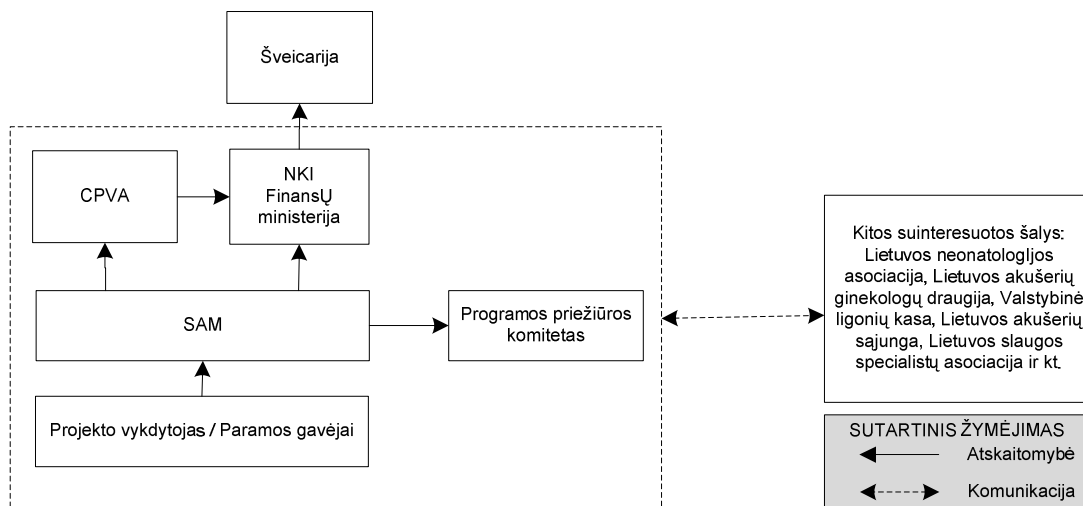 Šveicarija
CPVA
NKI
FinansŲ
ministerija
SAM
Programos priežiūros
komitetas
Projekto vykdytojas / Paramos gavėjai
Kitos suinteresuotos šalys:
Lietuvos neonatologIjos
asociacija, Lietuvos akušerių
ginekologų draugija, Valstybinė
ligonių kasa, Lietuvos akušerių
sąjunga, Lietuvos slaugos
specialistų asociacija ir kt.
SUTARTINIS ŽYMĖJIMAS
Atskaitomybė
Komunikacija